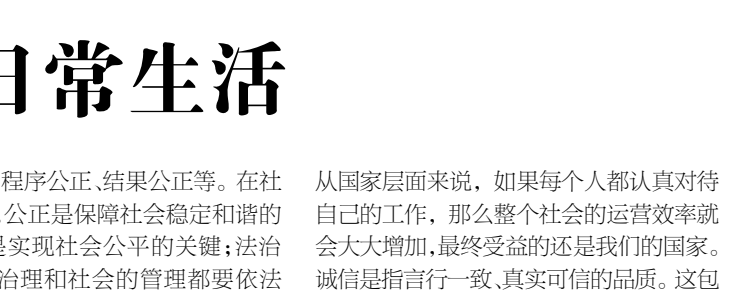 日常生活
程序公正、结果公正等。在社
公正是保障社会稳定和谐的
是实现社会公平的关键;法治
治理和社会的管理都要依法
从国家层面来说，如果每个人都认真对待
自己的工作，那么整个社会的运营效率就
会大大增加,最终受益的还是我们的国家。
诚信是指言行一致、真实可信的品质。这包